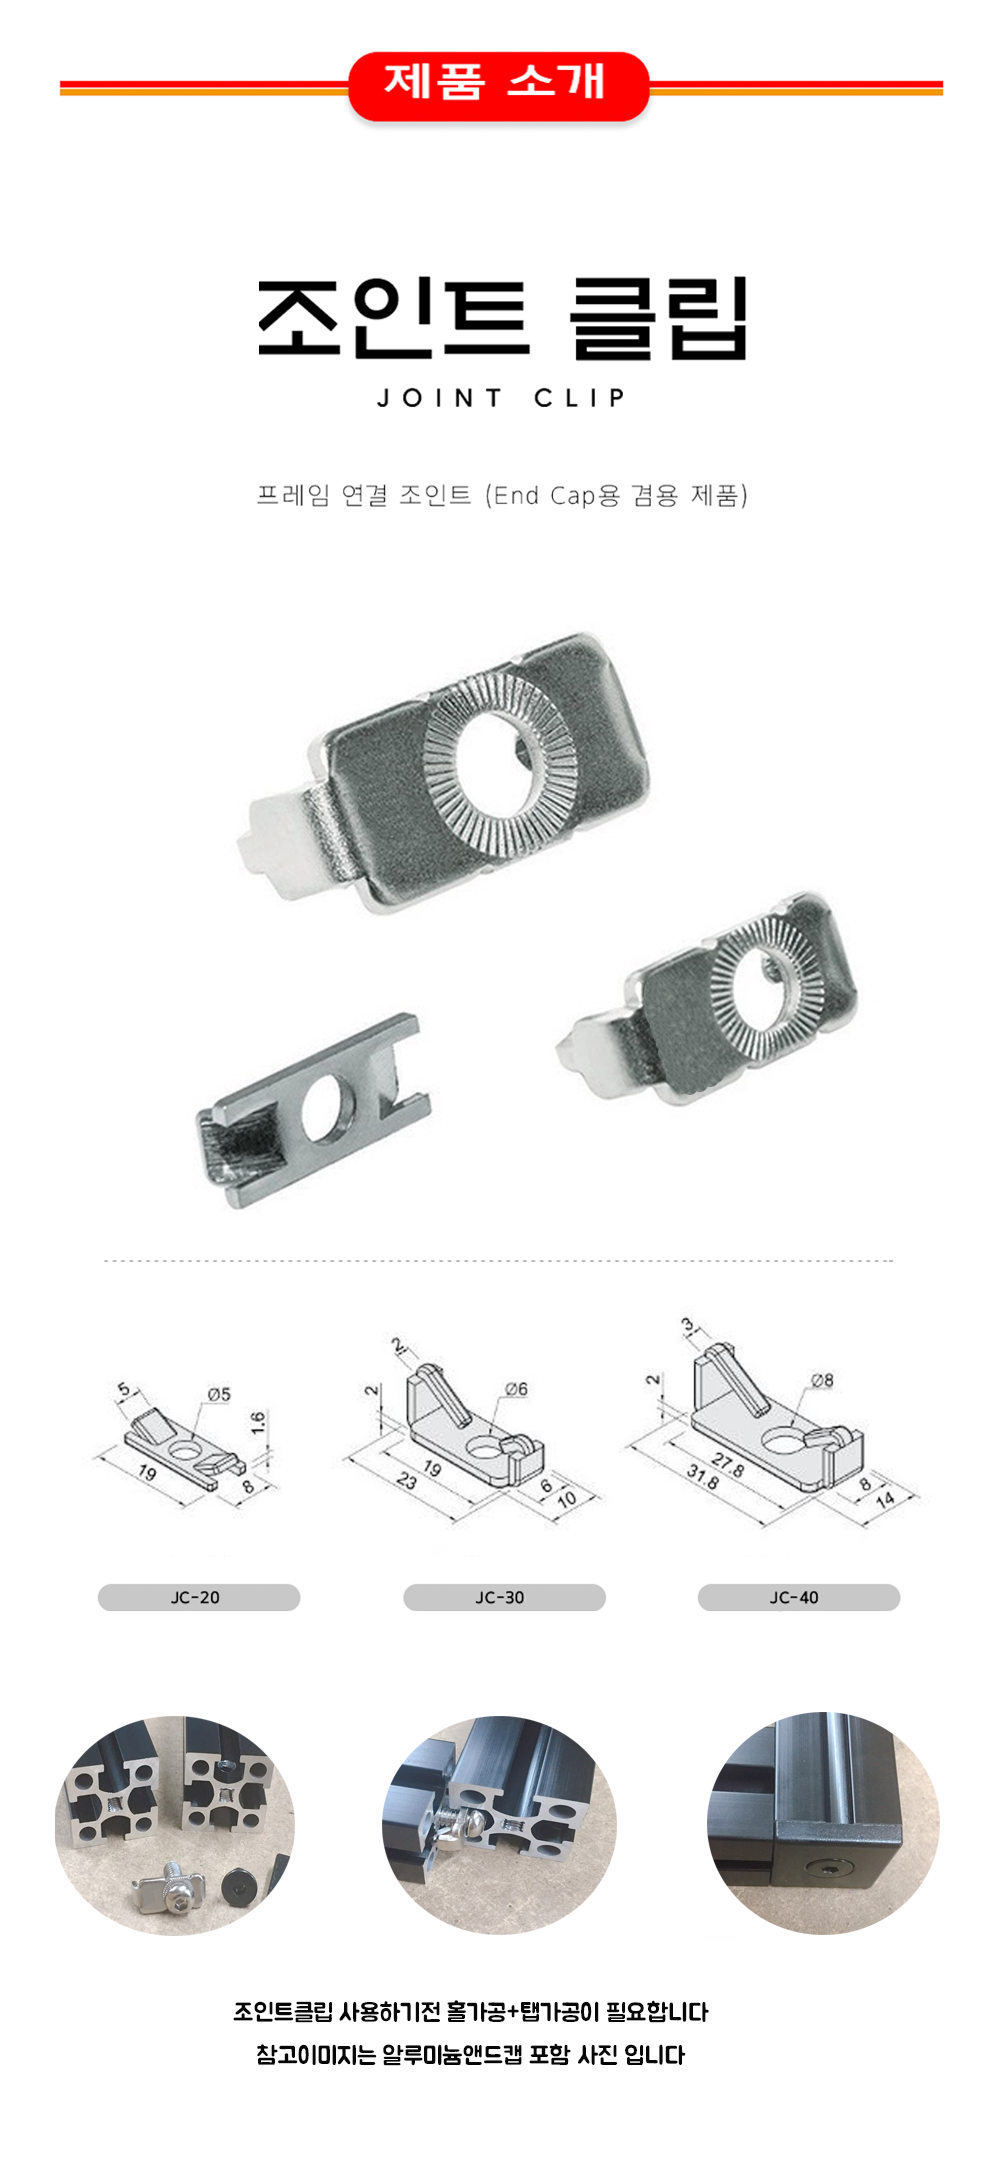 제품 소개
조인트 클립
JOINT CLIP
프레임 연결 조인트 (End Cap용 겸용 제품)
5
Ø5
1.6
19
8
2
2
Ø6
19
23
6
10
3
2
Ø8
27.8
31.8
8
14
JC-20
JC-30
JC-40
조인트클립 사용하기전 홀가공+탭가공이 필요합니다
참고이미지는 알루미늄앤드캡 포함 사진 입니다